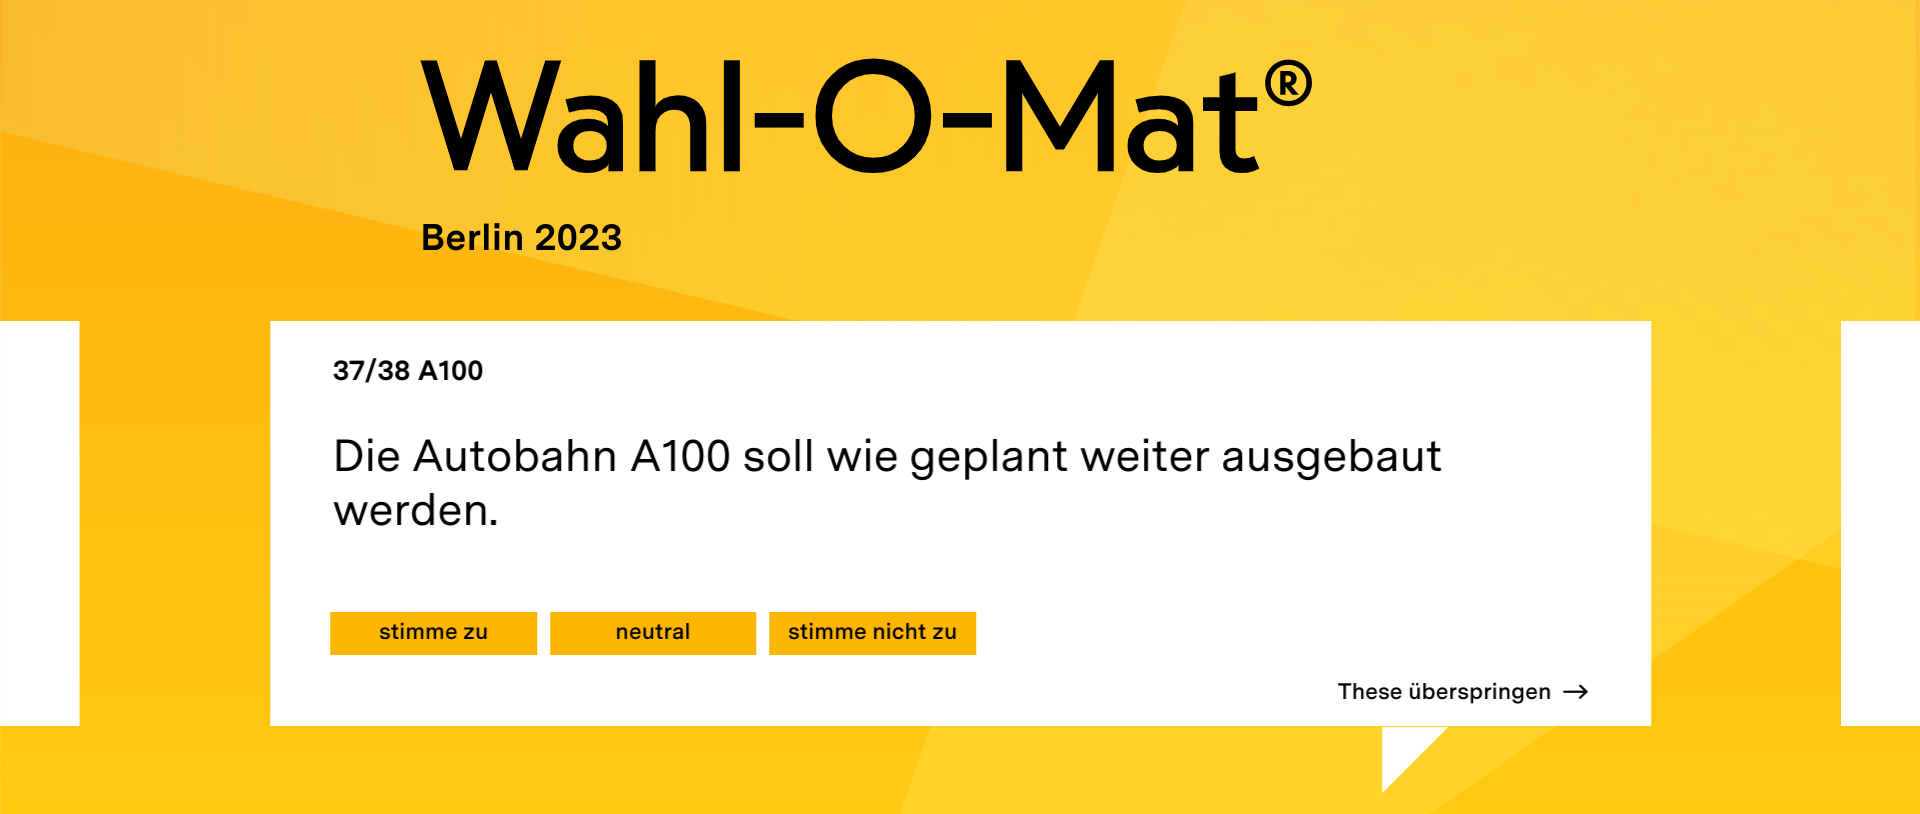 Wahl-O-Mat®
Berlin 2023
37/38 A100
Die Autobahn A100 soll wie geplant weiter ausgebaut
werden.
stimme zu
neutral
stimme nicht zu
These überspringen →